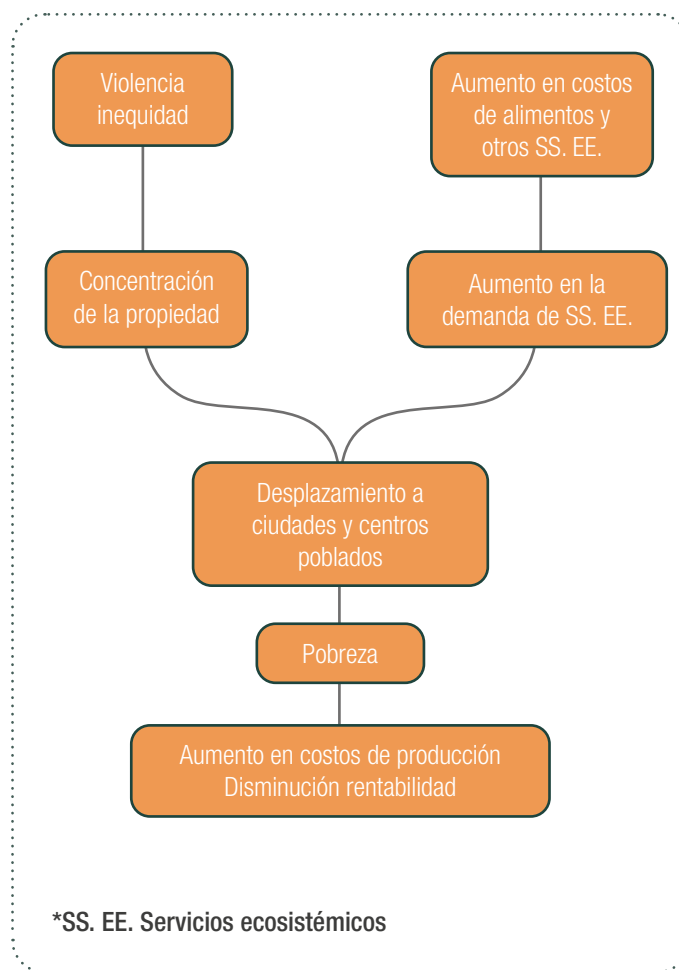 Violencia
inequidad
Aumento en costos
de alimentos y
otros SS. EE.
Concentración
de la propiedad
Aumento en la
demanda de SS. EE.
Desplazamiento a
ciudades y centros
poblados
Pobreza
Aumento en costos de producción
Disminución rentabilidad
*SS. EE. Servicios ecosistémicos